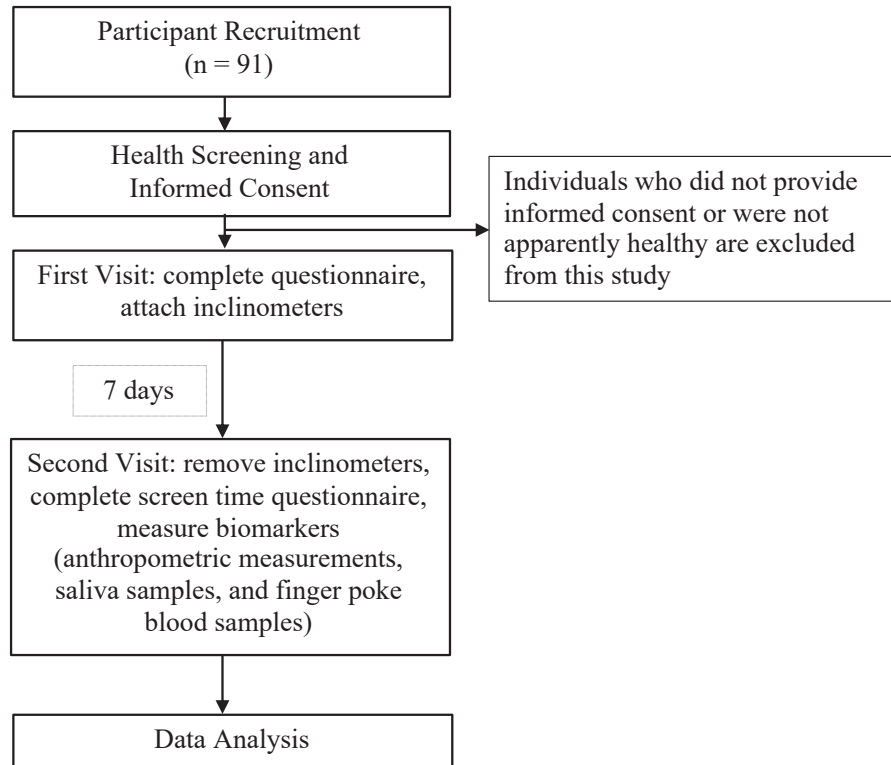 Participant Recruitment
(n = 91)
Health Screening and
Informed Consent
Individuals who did not provide
informed consent or were not
apparently healthy are excluded
from this study
First Visit: complete questionnaire,
attach inclinometers
7 days
Second Visit: remove inclinometers,
complete screen time questionnaire,
measure biomarkers
(anthropometric measurements,
saliva samples, and finger poke
blood samples)
Data Analysis